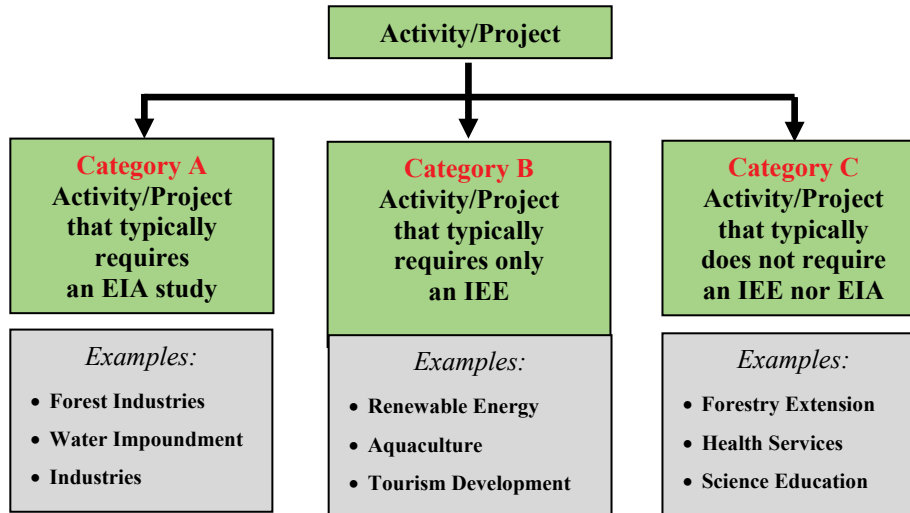 Activity/Project
Category A
Activity/Project
that typically
requires
an EIA study
Category B
Activity/Project
that typically
requires only
an IEE
Category C
Activity/Project
that typically
does not require
an IEE nor EIA
Examples:
• Forest Industries
• Water Impoundment
• Industries
Examples:
• Renewable Energy
• Aquaculture
• Tourism Development
Examples:
• Forestry Extension
• Health Services
• Science Education